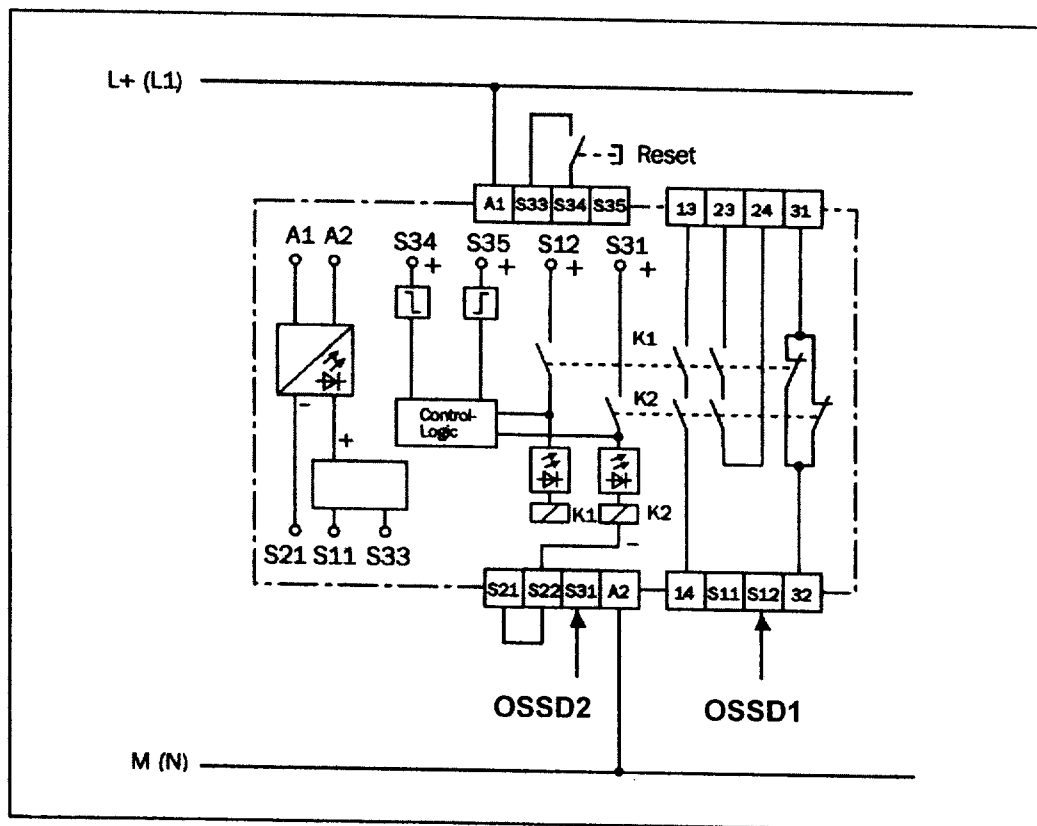 L+ (L1)
Reset
A1 S33 S34 S35 13 23 24 31
A1 A2 S34 S35 S12 S31
+ + + +
K1
K2
Control-
Logic
- +
K1 K2
-
S21 S11 S33
S21 S22 S31 A2 14 S11 S12 32
OSSD2 OSSD1
M (N)